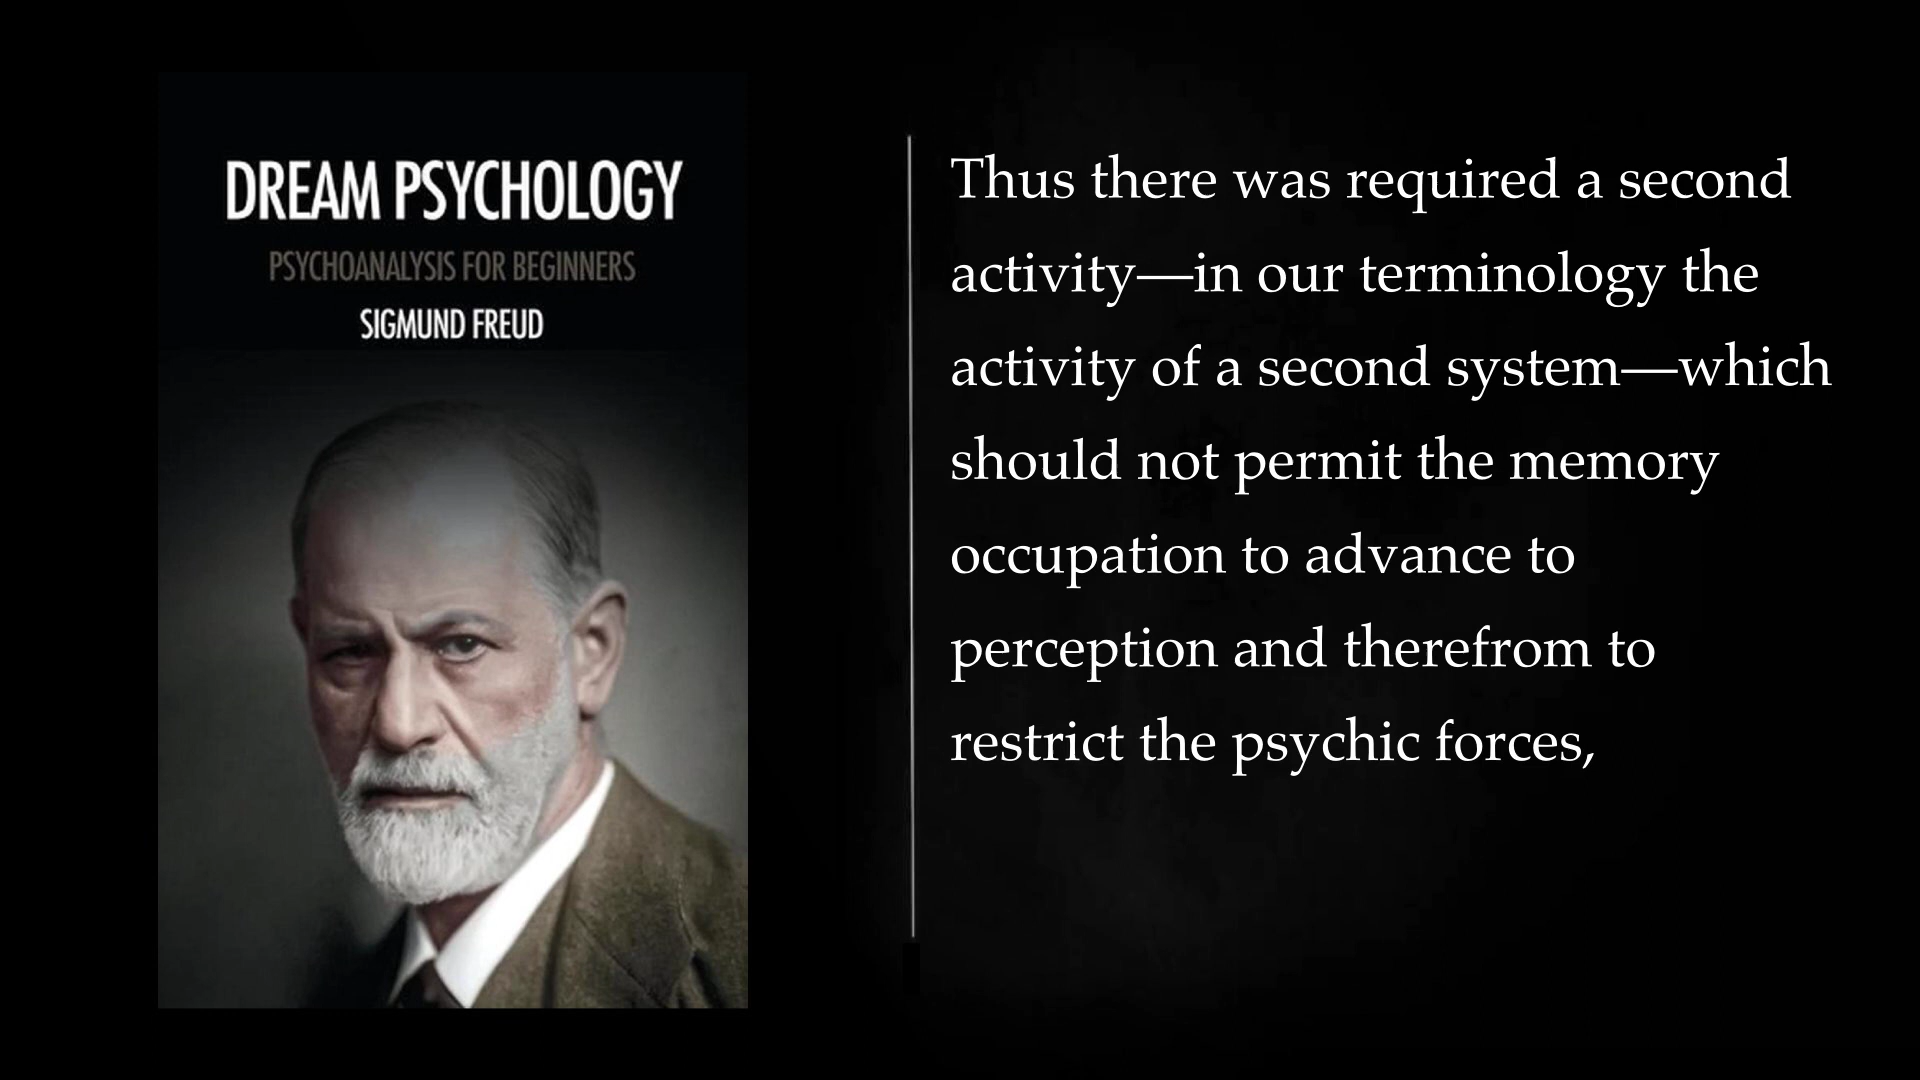 DREAM PSYCHOLOGY
PSYCHOANALYSIS FOR BEGINNERS
SIGMUND FREUD
Thus there was required a second
activity—in our terminology the
activity of a second system—which
should not permit the memory
occupation to advance to
perception and therefrom to
restrict the psychic forces,